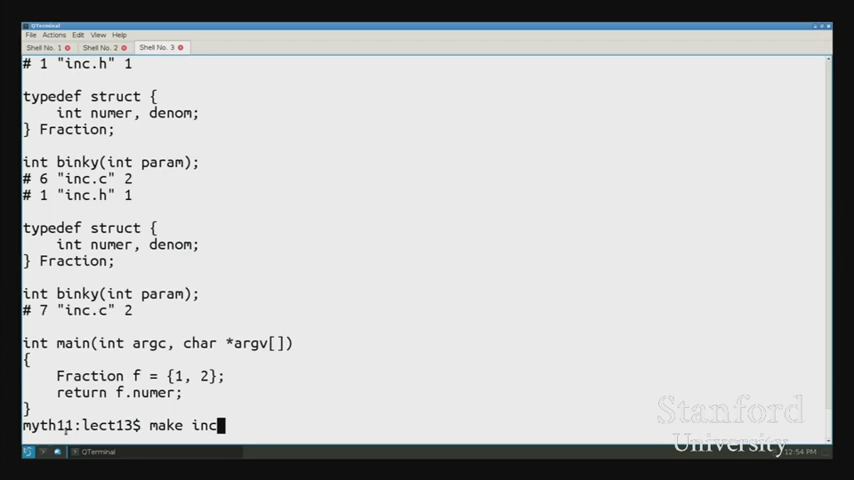 QTerminal
File Actions Edit View Help
Shell No. 1 Shell No. 2 Shell No. 3
# 1 "inc.h" 1
typedef struct {
int numer, denom;
} Fraction;
int binky(int param);
# 6 "inc.c" 2
# 1 "inc.h" 1
typedef struct {
int numer, denom;
} Fraction;
int binky(int param);
# 7 "inc.c" 2
int main(int argc, char *argv[])
{
Fraction f = {1, 2};
return f.numer;
}
myth11:lect13$ make inc
Stanford
University
QTerminal
12:54 PM